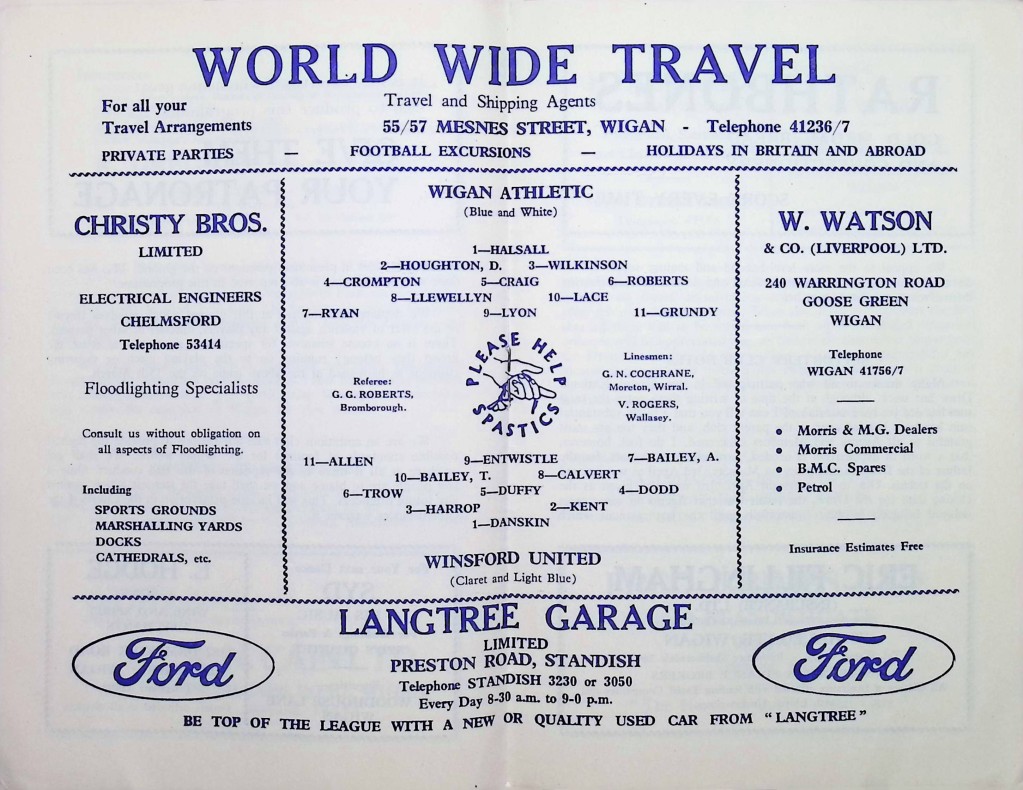 WORLD WIDE TRAVEL
For all your
Travel Arrangements
Travel and Shipping Agents
55/57 MESNES STREET, WIGAN - Telephone 41236/7
PRIVATE PARTIES — FOOTBALL EXCURSIONS — HOLIDAYS IN BRITAIN AND ABROAD
CHRISTY BROS.
LIMITED
ELECTRICAL ENGINEERS
CHELMSFORD
Telephone 53414
Floodlighting Specialists
Consult us without obligation on
all aspects of Floodlighting.
Including
SPORTS GROUNDS
MARSHALLING YARDS
DOCKS
CATHEDRALS, etc.
WIGAN ATHLETIC
(Blue and White)
1—HALSALL
2—HOUGHTON, D. 3—WILKINSON
4—CROMPTON 5—CRAIG 6—ROBERTS
8—LLEWELLYN 10—LACE
7—RYAN 9—LYON 11—GRUNDY
Referee:
G. G. ROBERTS,
Bromborough.
PLEASE HELP
SPASTICS
Linesmen:
G. N. COCHRANE,
Moreton, Wirral.
V. ROGERS,
Wallasey.
11—ALLEN 9—ENTWISTLE 7—BAILEY, A.
10—BAILEY, T. 8—CALVERT
6—TROW 5—DUFFY 4—DODD
3—HARROP 2—KENT
1—DANSKIN
WINSFORD UNITED
(Claret and Light Blue)
W. WATSON
& CO. (LIVERPOOL) LTD.
240 WARRINGTON ROAD
GOOSE GREEN
WIGAN
Telephone
WIGAN 41756/7
• Morris & M.G. Dealers
• Morris Commercial
• B.M.C. Spares
• Petrol
Insurance Estimates Free
LANGTREE GARAGE
LIMITED
PRESTON ROAD, STANDISH
Telephone STANDISH 3230 or 3050
Every Day 8-30 a.m. to 9-0 p.m.
Ford
Ford
BE TOP OF THE LEAGUE WITH A NEW OR QUALITY USED CAR FROM "LANGTREE"